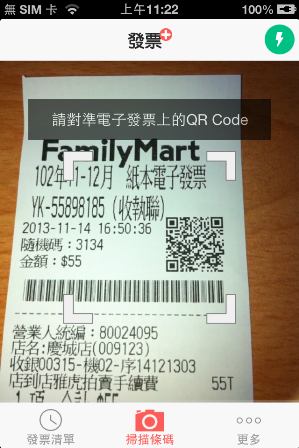 無 SIM 卡 上午11:22 100%
發票
請對準電子發票上的QR Code
FamilyMart
102年11-12月 紙本電子發票
YK-55898185 (收執聯)
2013-11-14 16:50:36
隨機碼：3134
金額：$55
營業人統編：80024095
店名:慶城店(009123)
收銀00315-機02-序14121303
店到店雅虎拍賣手續費 55T
發票清單 掃描條碼 更多